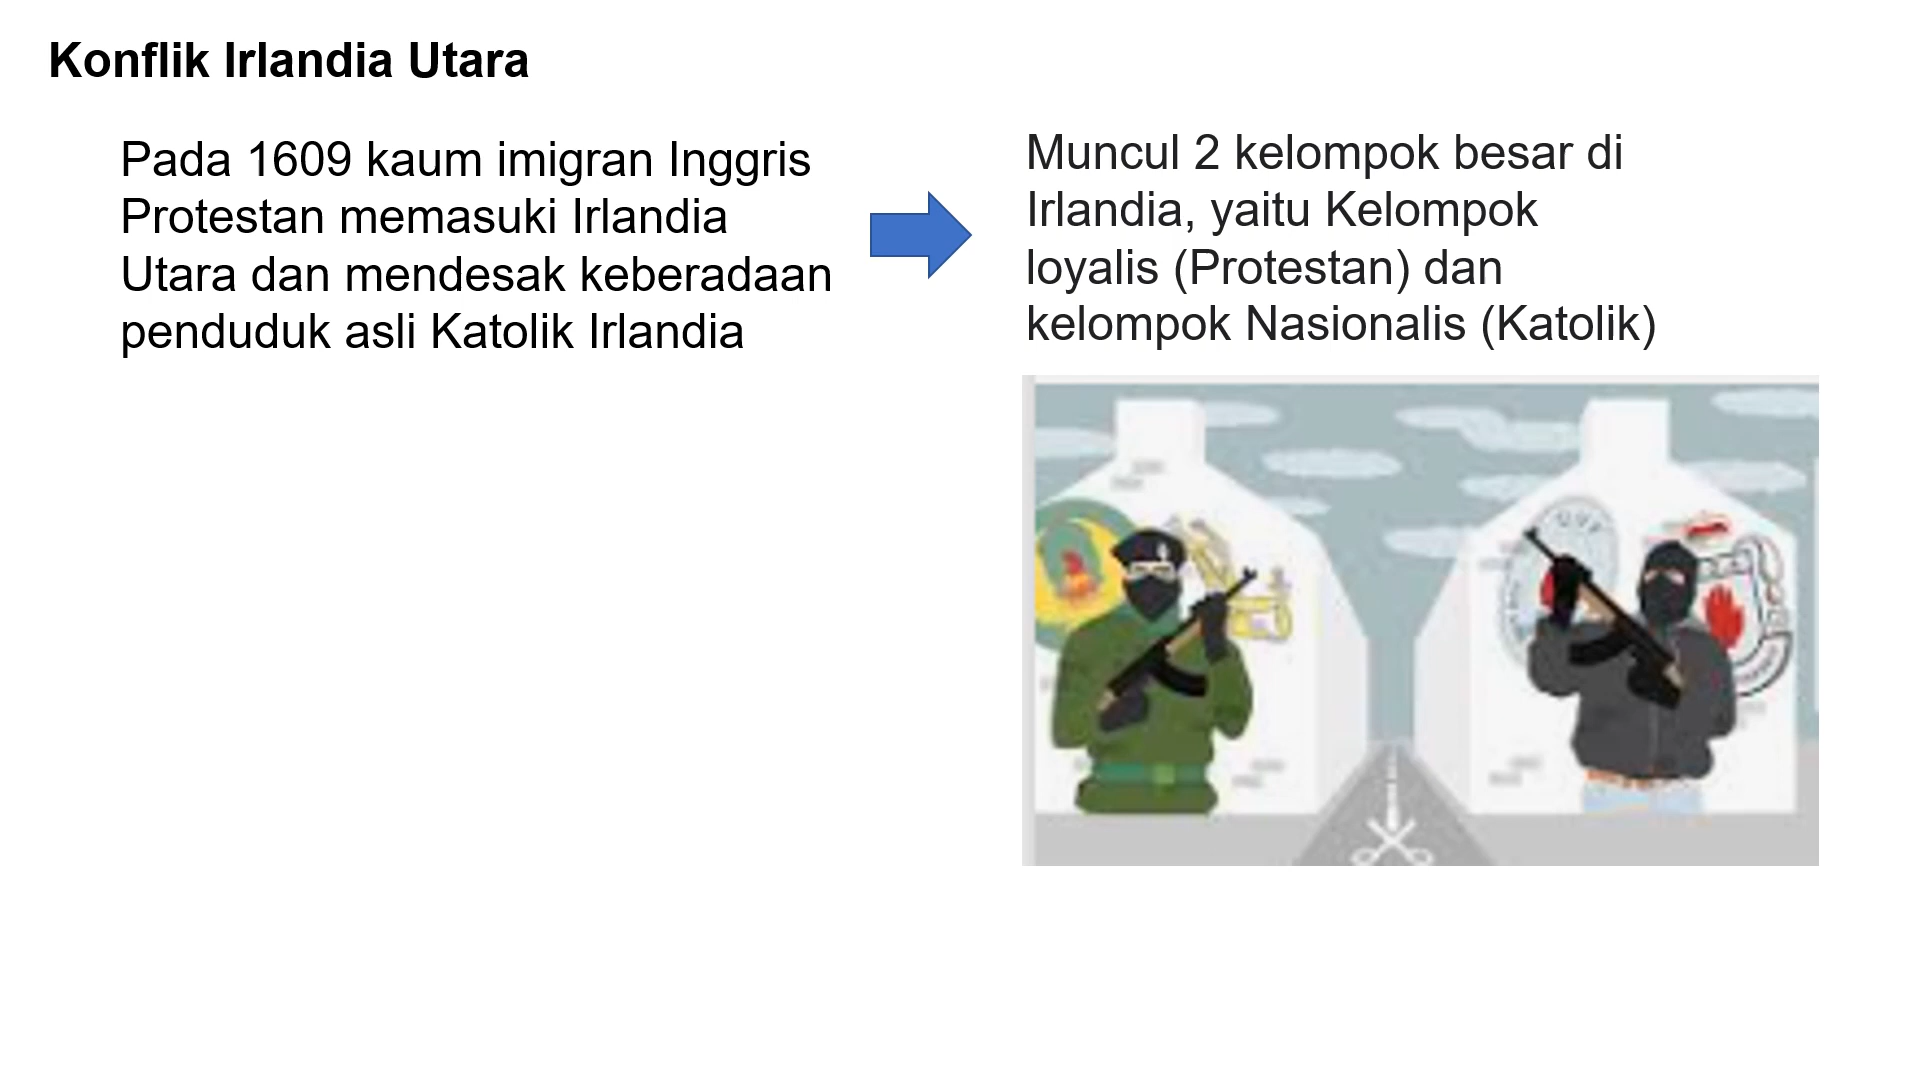 Konflik Irlandia Utara
Pada 1609 kaum imigran Inggris
Protestan memasuki Irlandia
Utara dan mendesak keberadaan
penduduk asli Katolik Irlandia
Muncul 2 kelompok besar di
Irlandia, yaitu Kelompok
loyalis (Protestan) dan
kelompok Nasionalis (Katolik)